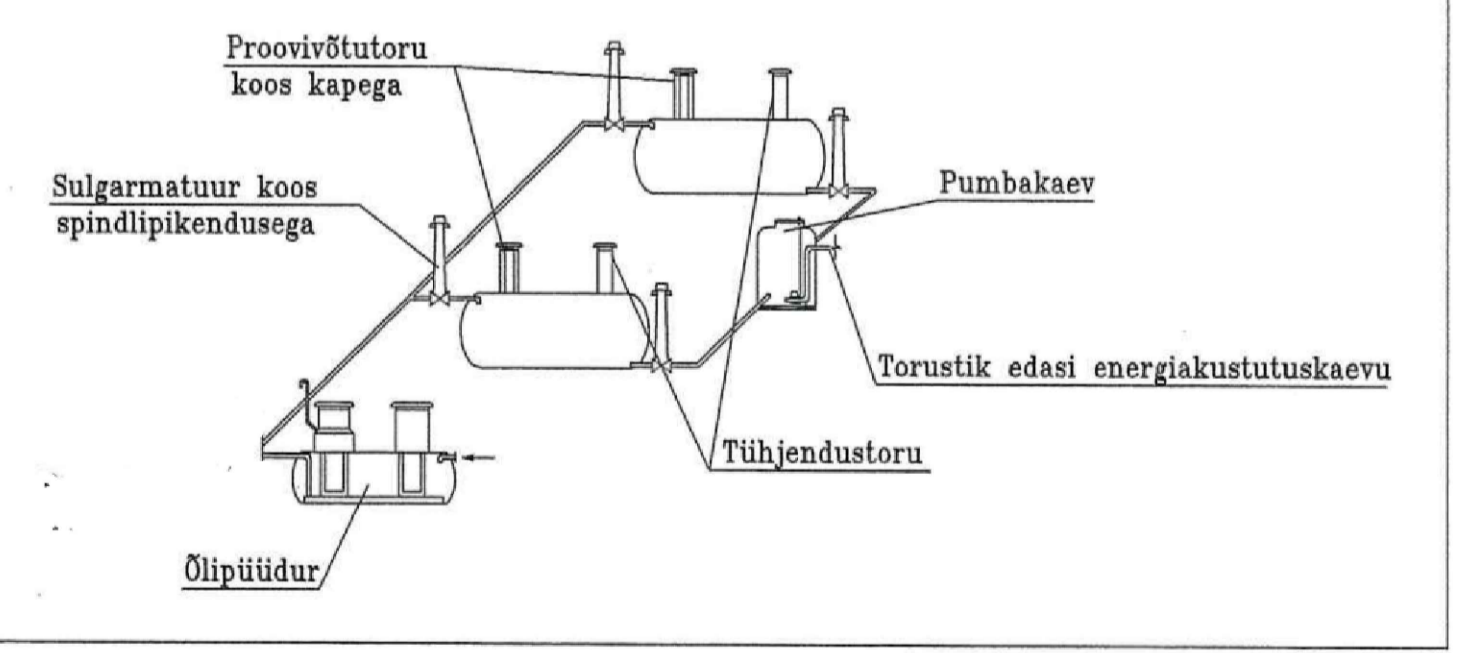 Proovivõtutoru
koos kapega
Sulgarmatuur koos
spindlipikendusega
Pumbakaev
Torustik edasi energiakustutuskaevu
Tühjendustoru
Õlipüüdur